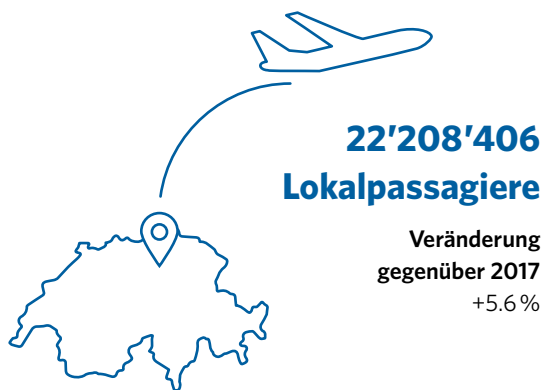 22'208'406
Lokalpassagiere
Veränderung
gegenüber 2017
+5.6 %